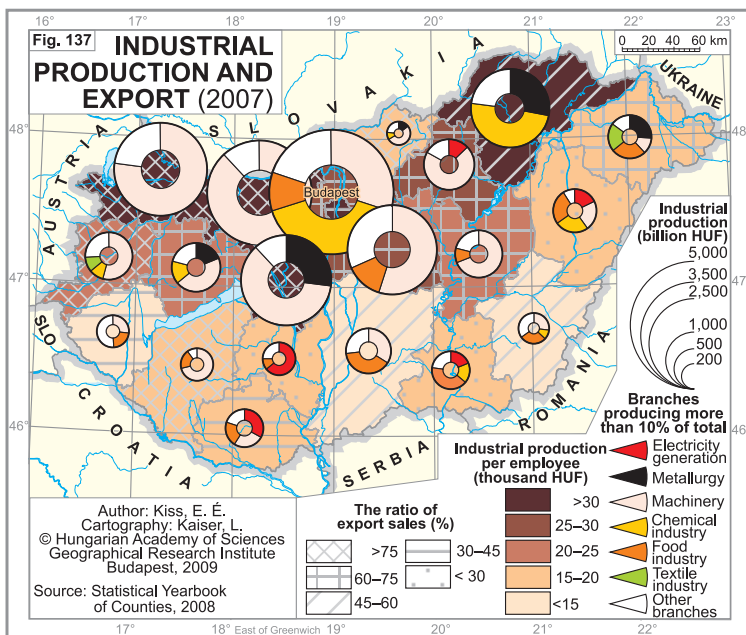 16° 17° 18° 19° 20° 21° 22° 23°
Fig. 137
INDUSTRIAL
PRODUCTION AND
EXPORT (2007)
0 20 40 60 km
SLOVAKIA
UKRAINE
AUSTRIA
48° 48°
Budapest
Industrial
production
(billion HUF)
5,000
3,500
2,500
1,000
500
200
47° 47°
SLO
CROATIA
SERBIA
ROMANIA
46° 46°
Branches
producing more
than 10% of total
Electricity
generation
Metallurgy
Machinery
Chemical
industry
Food
industry
Textile
industry
Other
branches
Industrial production
per employee
(thousand HUF)
>30
25–30
20–25
15–20
<15
The ratio of
export sales (%)
>75
60–75
45–60
30–45
< 30
Author: Kiss, E. É.
Cartography: Kaiser, L.
© Hungarian Academy of Sciences
Geographical Research Institute
Budapest, 2009
Source: Statistical Yearbook
of Counties, 2008
17° 18° East of Greenwich 19° 20° 21° 22°